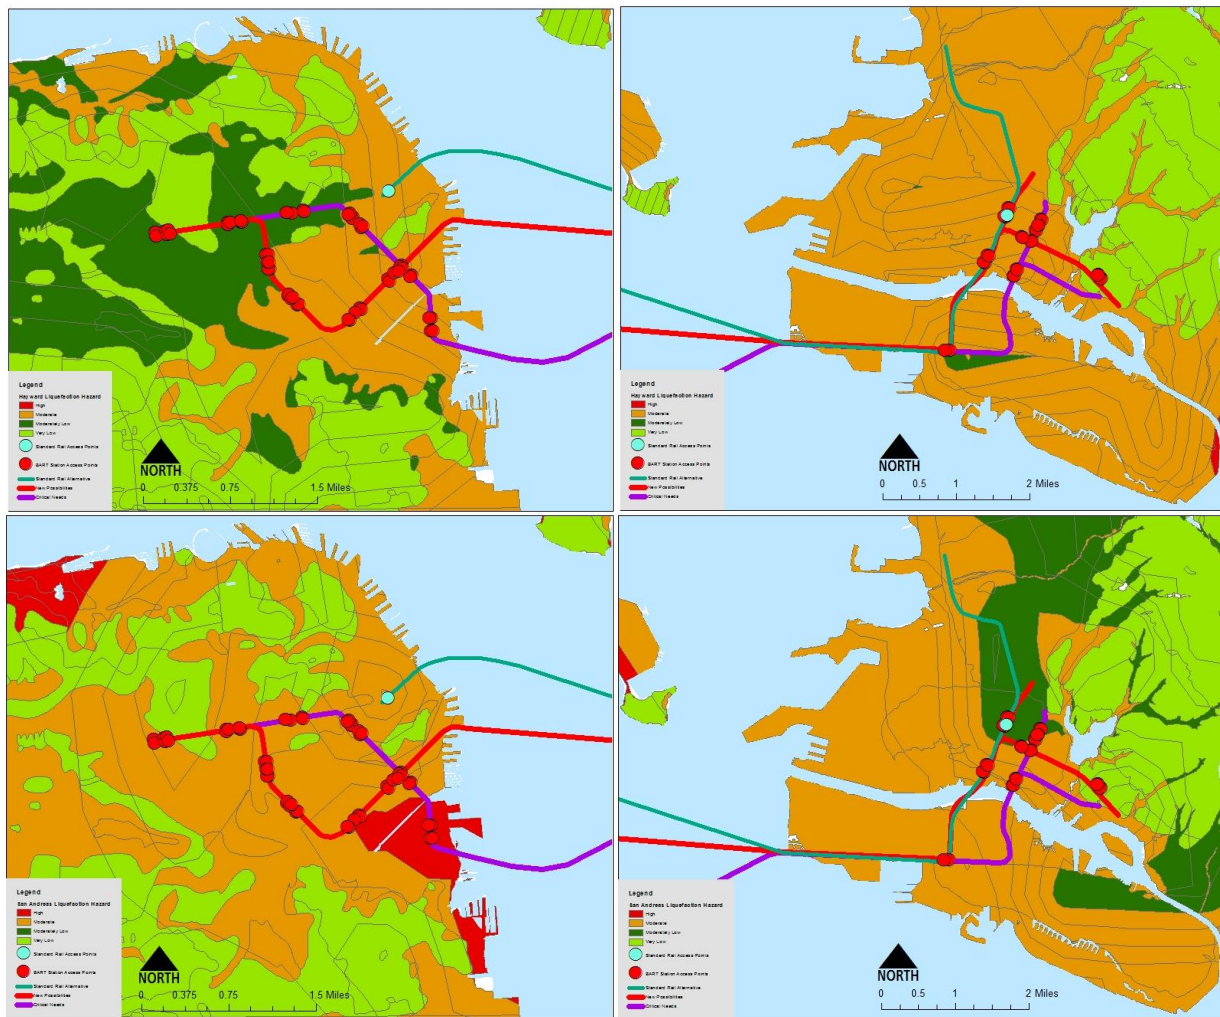 Legend
Hayward Liquefaction Hazard
High
Moderate
Moderately Low
Very Low
Standard Rail Access Points
BART Station Access Points
Standard Rail Alternative
New Possibilities
Critical Needs
NORTH
0 0.375 0.75 1.5 Miles
Legend
Hayward Liquefaction Hazard
High
Moderate
Moderately Low
Very Low
Standard Rail Access Points
BART Station Access Points
Standard Rail Alternative
New Possibilities
Critical Needs
NORTH
0 0.5 1 2 Miles
Legend
San Andreas Liquefaction Hazard
High
Moderate
Moderately Low
Very Low
Standard Rail Access Points
BART Station Access Points
Standard Rail Alternative
New Possibilities
Critical Needs
NORTH
0 0.375 0.75 1.5 Miles
Legend
San Andreas Liquefaction Hazard
High
Moderate
Moderately Low
Very Low
Standard Rail Access Points
BART Station Access Points
Standard Rail Alternative
New Possibilities
Critical Needs
NORTH
0 0.5 1 2 Miles